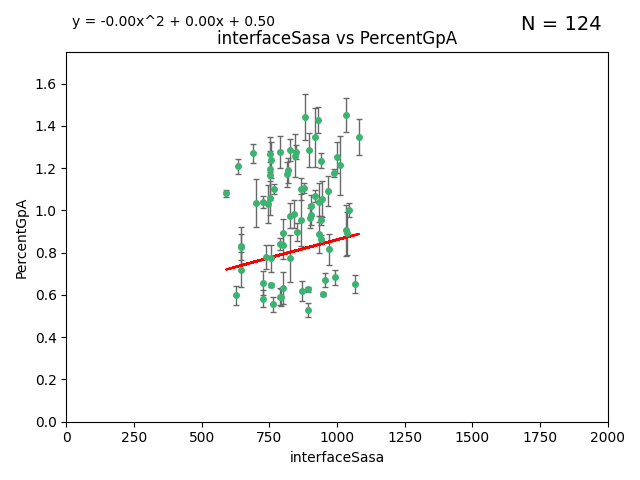 y = -0.00x^2 + 0.00x + 0.50
N = 124
interfaceSasa vs PercentGpA
PercentGpA
1.6
1.4
1.2
1.0
0.8
0.6
0.4
0.2
0.0
0 250 500 750 1000 1250 1500 1750 2000
interfaceSasa